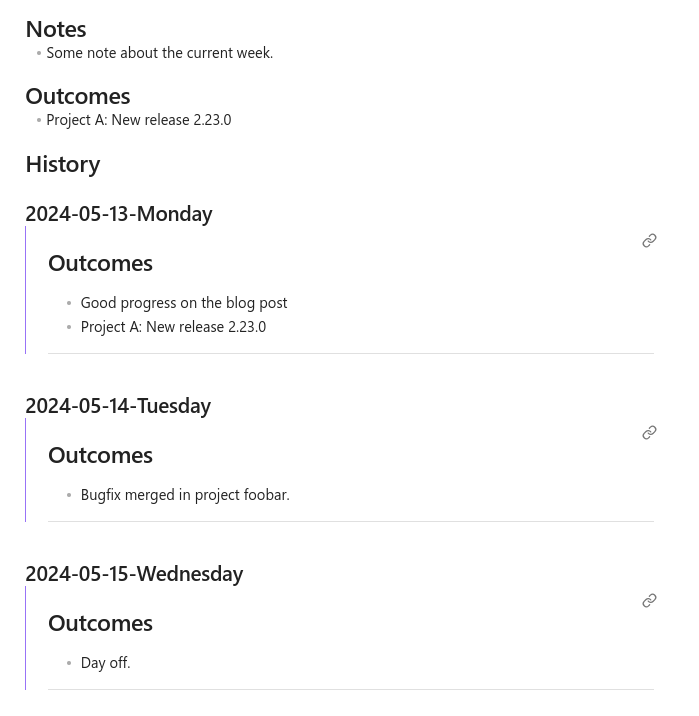 Notes
Some note about the current week.
Outcomes
Project A: New release 2.23.0
History
2024-05-13-Monday
Outcomes
Good progress on the blog post
Project A: New release 2.23.0
2024-05-14-Tuesday
Outcomes
Bugfix merged in project foobar.
2024-05-15-Wednesday
Outcomes
Day off.